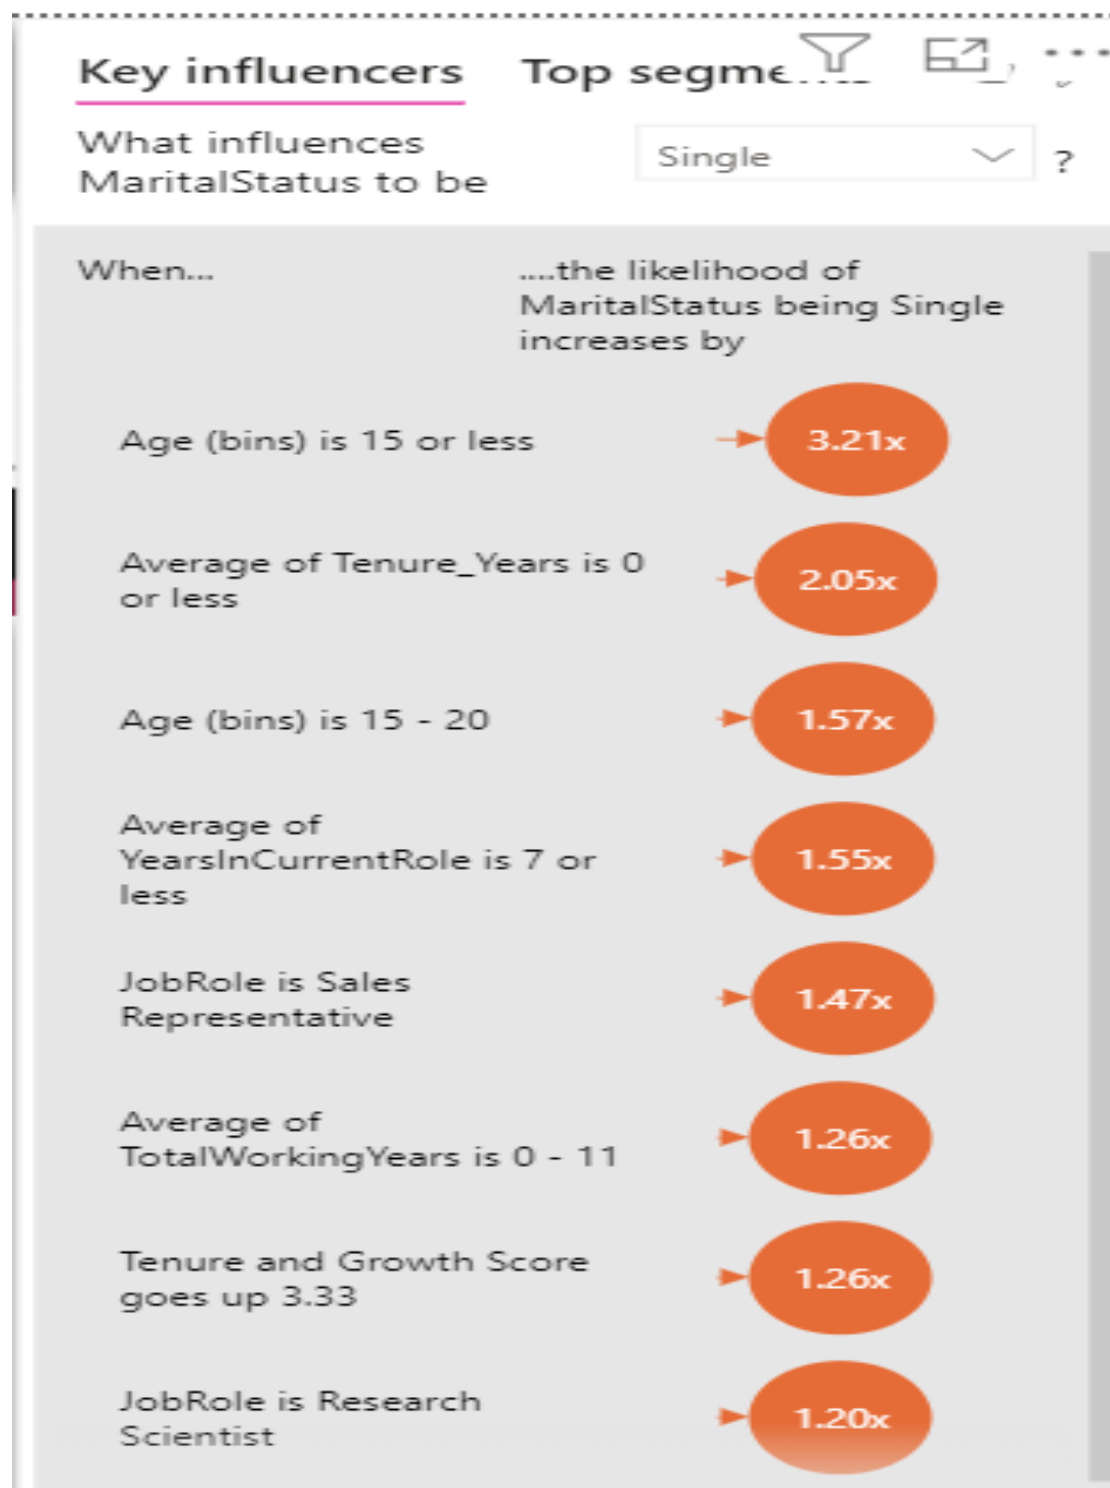 Key influencers
What influences
MaritalStatus to be
Single
?
When...
....the likelihood of
MaritalStatus being Single
increases by
Age (bins) is 15 or less
3.21x
Average of Tenure_Years is 0
or less
2.05x
Age (bins) is 15 - 20
1.57x
Average of
YearsInCurrentRole is 7 or
less
1.55x
JobRole is Sales
Representative
1.47x
Average of
TotalWorkingYears is 0 - 11
1.26x
Tenure and Growth Score
goes up 3.33
1.26x
JobRole is Research
Scientist
1.20x